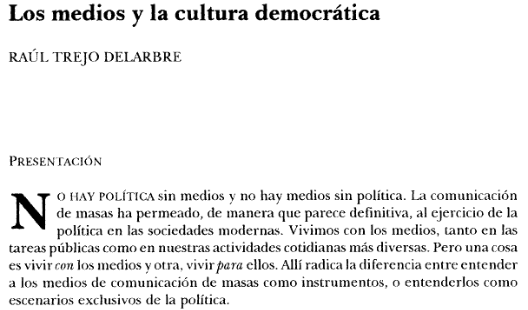 Los medios y la cultura democrática
RAÚL TREJO DELARBRE
PRESENTACIÓN
NO HAY POLÍTICA sin medios y no hay medios sin política. La comunicación
de masas ha permeado, de manera que parece definitiva, al ejercicio de la
política en las sociedades modernas. Vivimos con los medios, tanto en las
tareas públicas como en nuestras actividades cotidianas más diversas. Pero una cosa
es vivir con los medios y otra, vivir para ellos. Allí radica la diferencia entre entender
a los medios de comunicación de masas como instrumentos, o entenderlos como
escenarios exclusivos de la política.